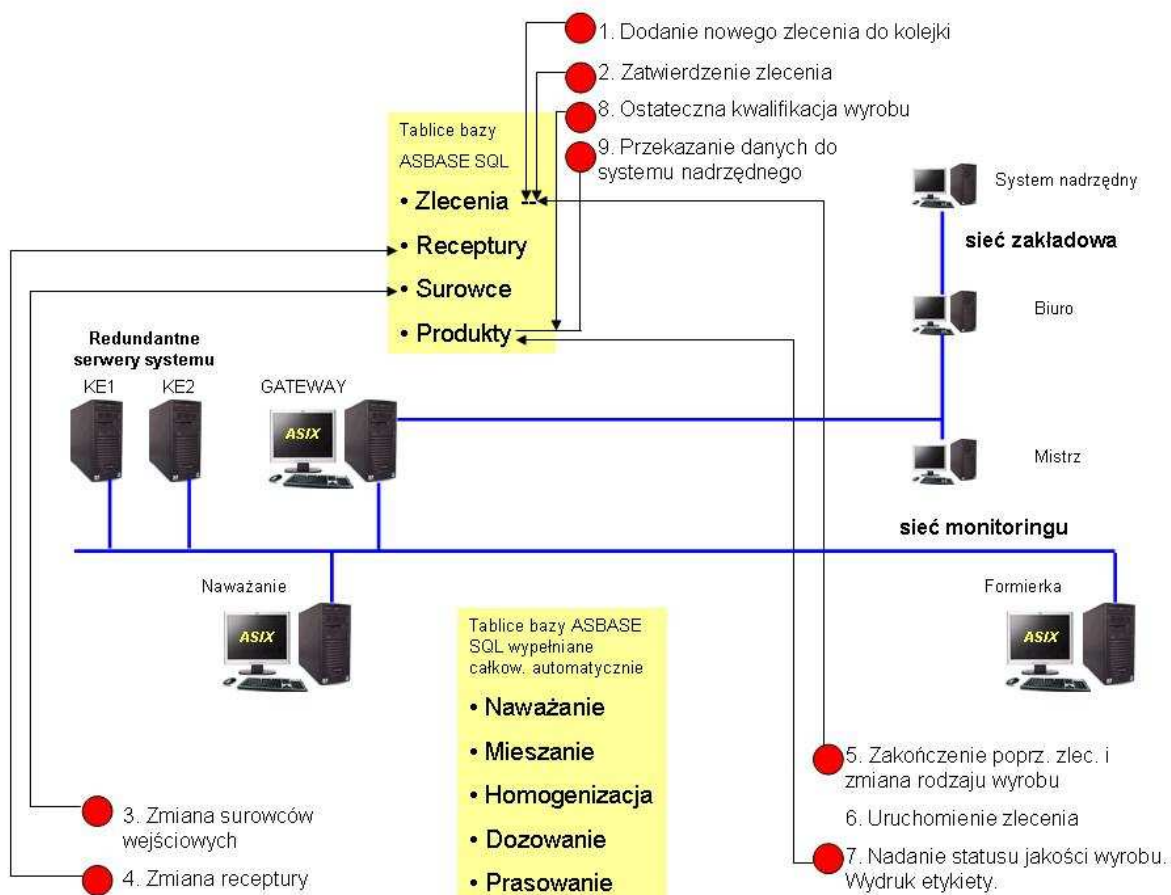 1. Dodanie nowego zlecenia do kolejki
2. Zatwierdzenie zlecenia
8. Ostateczna kwalifikacja wyrobu
9. Przekazanie danych do
systemu nadrzędnego
Tablice bazy
ASBASE SQL
• Zlecenia
• Receptury
• Surowce
• Produkty
System nadrzędny
sieć zakładowa
Biuro
Mistrz
sieć monitoringu
Redundantne
serwery systemu
KE1
KE2
GATEWAY
ASIX
Naważanie
ASIX
Formierka
ASIX
Tablice bazy ASBASE
SQL wypełniane
całkow. automatycznie
• Naważanie
• Mieszanie
• Homogenizacja
• Dozowanie
• Prasowanie
3. Zmiana surowców
wejściowych
4. Zmiana receptury
5. Zakończenie poprz. zlec. i
zmiana rodzaju wyrobu
6. Uruchomienie zlecenia
7. Nadanie statusu jakości wyrobu.
Wydruk etykiety.